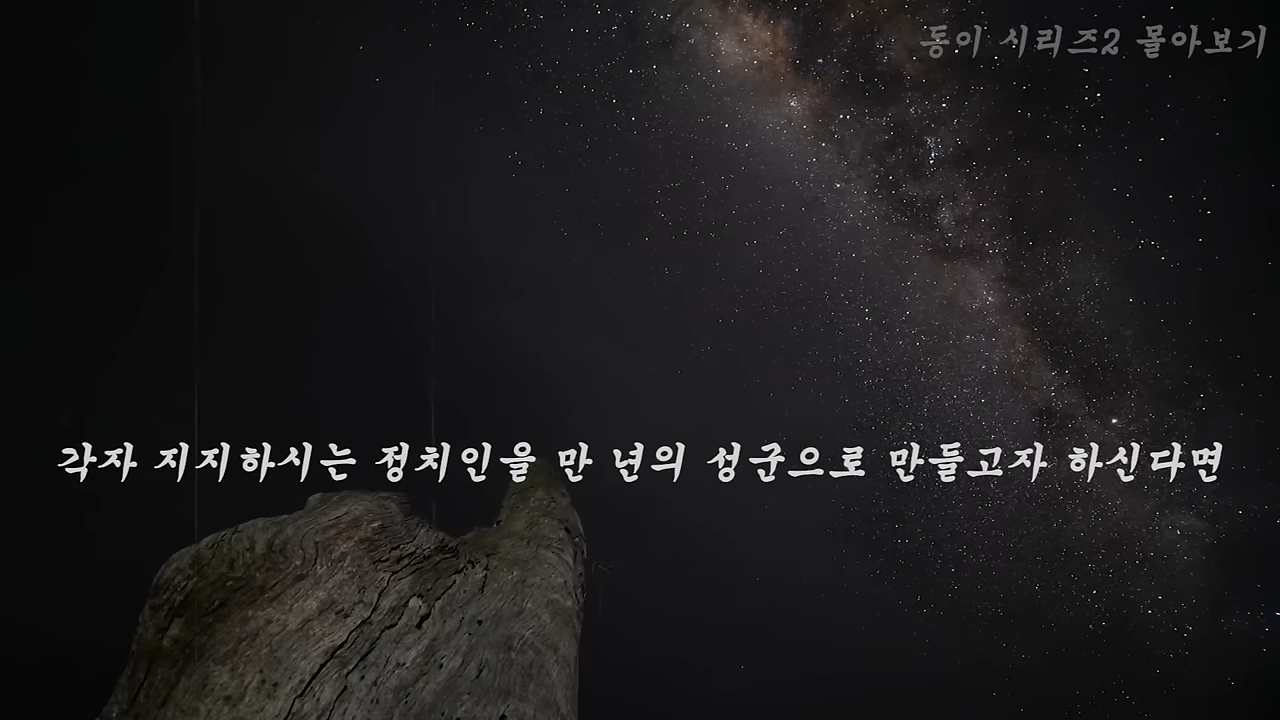 동이 시리즈2 몰아보기
각자 지지하시는 정치인을 만 년의 성군으로 만들고자 하신다면